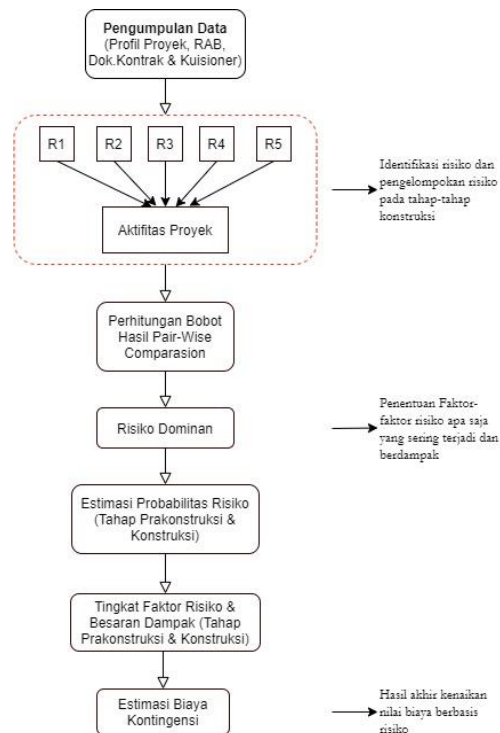 Pengumpulan Data
(Profil Proyek, RAB,
Dok.Kontrak & Kuisioner)
R1 R2 R3 R4 R5
Aktifitas Proyek
Identifikasi risiko dan
pengelompokan risiko
pada tahap-tahap
konstruksi
Perhitungan Bobot
Hasil Pair-Wise
Comparasion
Risiko Dominan
Penentuan Faktor-
faktor risiko apa saja
yang sering terjadi dan
berdampak
Estimasi Probabilitas Risiko
(Tahap Prakonstruksi &
Konstruksi)
Tingkat Faktor Risiko &
Besaran Dampak (Tahap
Prakonstruksi & Konstruksi)
Estimasi Biaya
Kontingensi
Hasil akhir kenaikan
nilai biaya berbasis
risiko